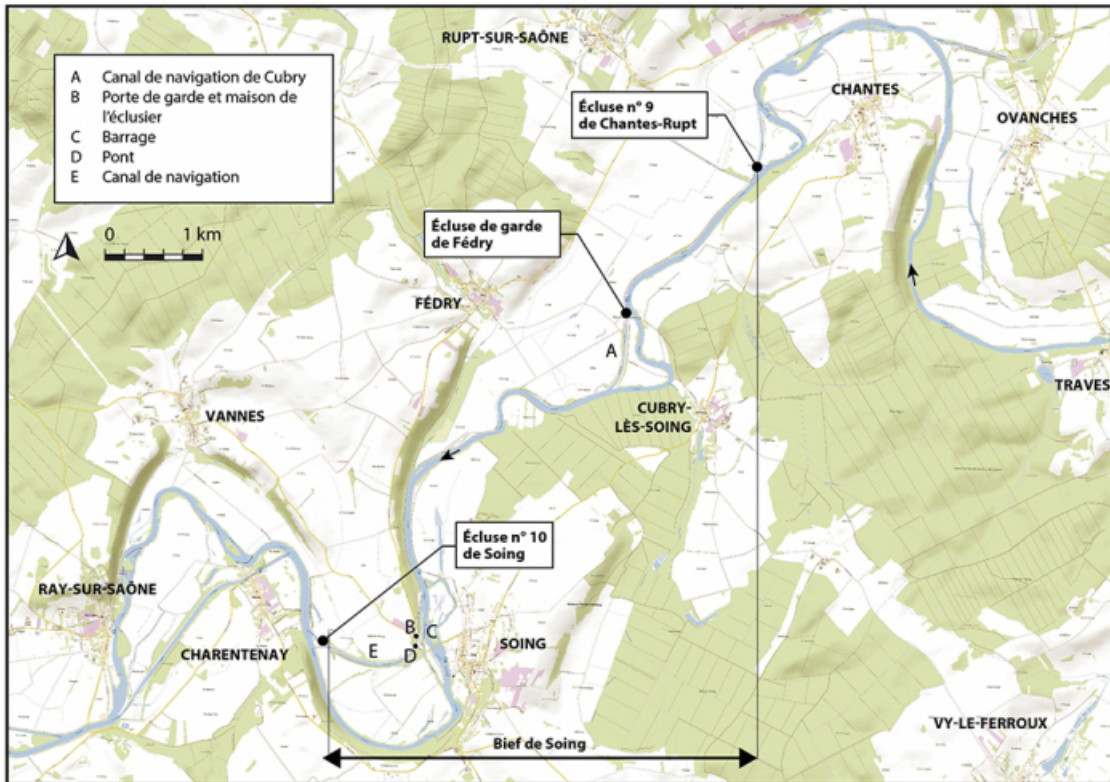 RUPT-SUR-SAÔNE
A Canal de navigation de Cubry
B Porte de garde et maison de
l'éclusier
C Barrage
D Pont
E Canal de navigation
0 1 km
CHANTES
OVANCHES
Écluse n° 9
de Chantes-Rupt
Écluse de garde
de Fédry
FÉDRY
A
TRAVES
VANNES
CUBRY-
LÈS-SOING
Écluse n° 10
de Soing
RAY-SUR-SAÔNE
B
C
SOING
CHARENTENAY
E
D
VY-LE-FERROUX
Bief de Soing